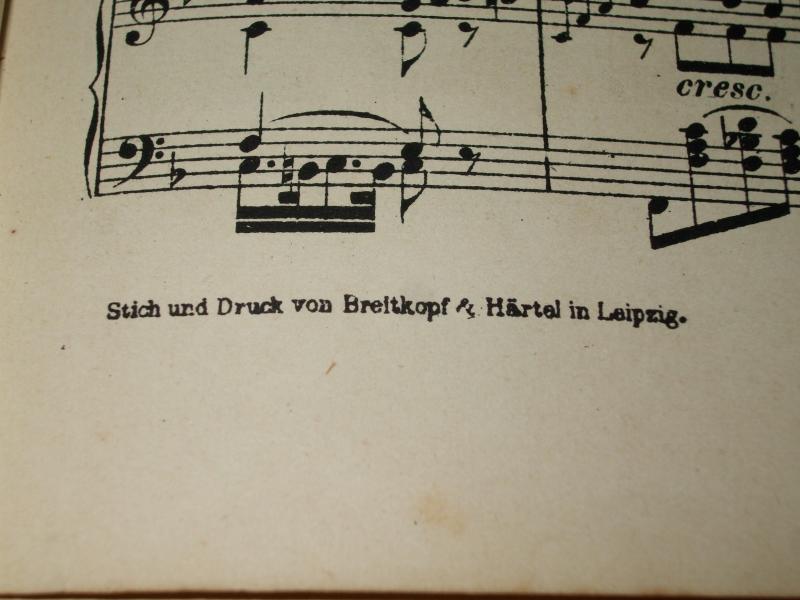 cresc.
Stich und Druck von Breitkopf & Härtel in Leipzig.